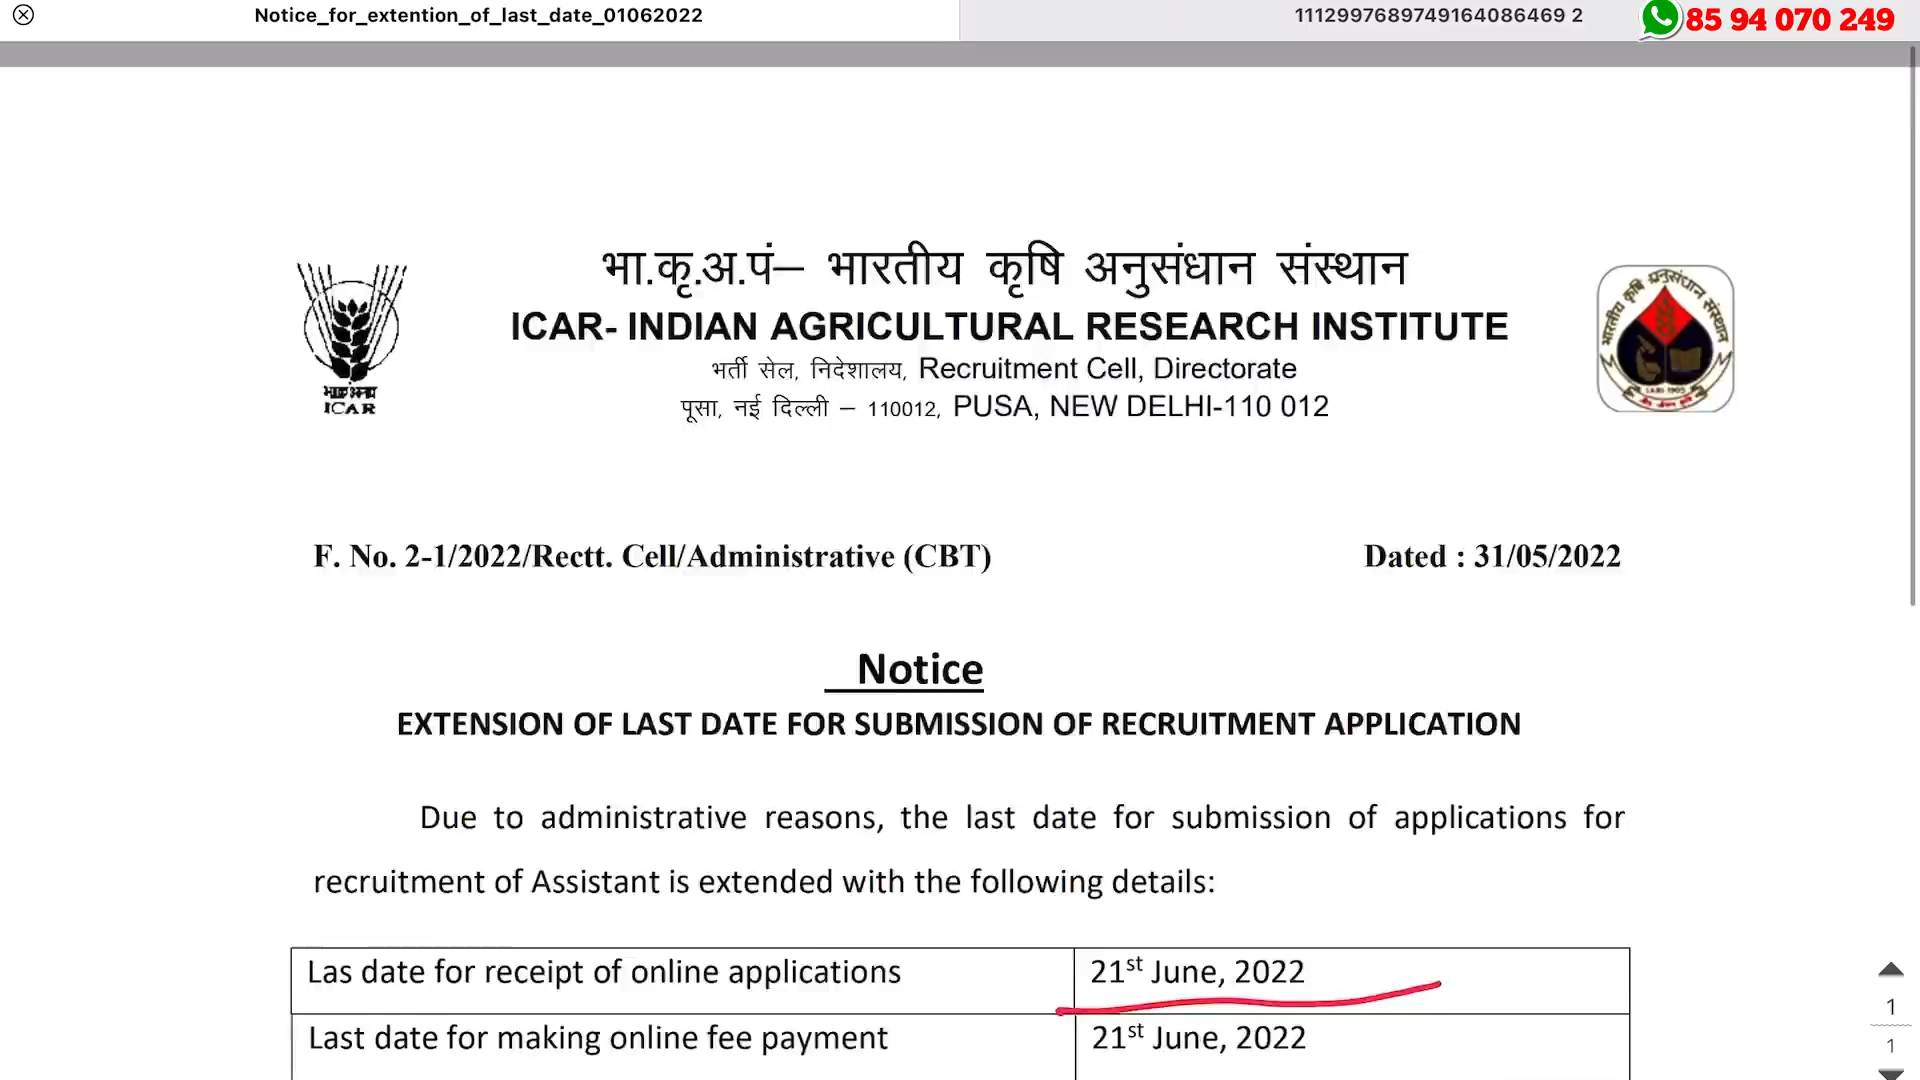 Notice_for_extention_of_last_date_01062022
1112997689749164086469 2
85 94 070 249
भा.कृ.अ.पं– भारतीय कृषि अनुसंधान संस्थान
ICAR- INDIAN AGRICULTURAL RESEARCH INSTITUTE
भर्ती सेल, निदेशालय, Recruitment Cell, Directorate
पूसा, नई दिल्ली – 110012, PUSA, NEW DELHI-110 012
भाकृअनुप
ICAR
भारतीय कृषि अनुसंधान संस्थान
F. No. 2-1/2022/Rectt. Cell/Administrative (CBT)
Dated : 31/05/2022
Notice
EXTENSION OF LAST DATE FOR SUBMISSION OF RECRUITMENT APPLICATION
Due to administrative reasons, the last date for submission of applications for
recruitment of Assistant is extended with the following details:
Las date for receipt of online applications
21st June, 2022
Last date for making online fee payment
21st June, 2022
1
1